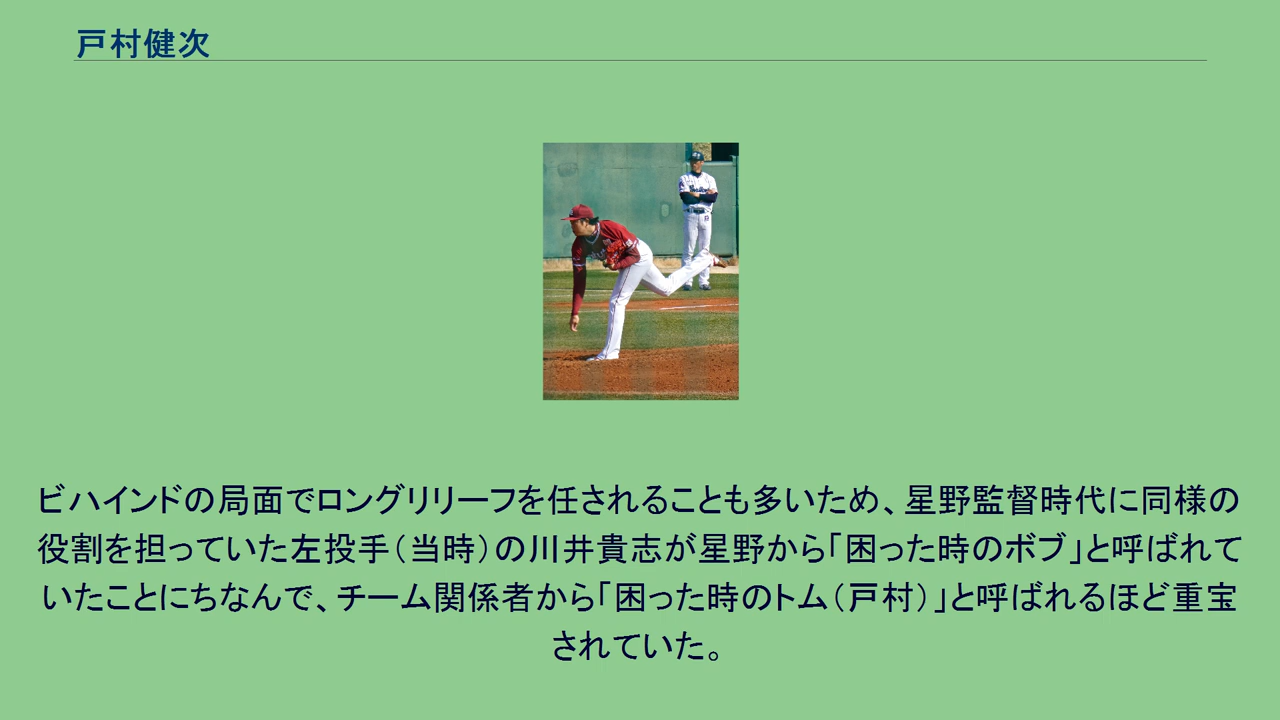 戸村健次
ビハインドの局面でロングリリーフを任されることも多いため、星野監督時代に同様の
役割を担っていた左投手（当時）の川井貴志が星野から「困った時のボブ」と呼ばれて
いたことにちなんで、チーム関係者から「困った時のトム（戸村）」と呼ばれるほど重宝
されていた。